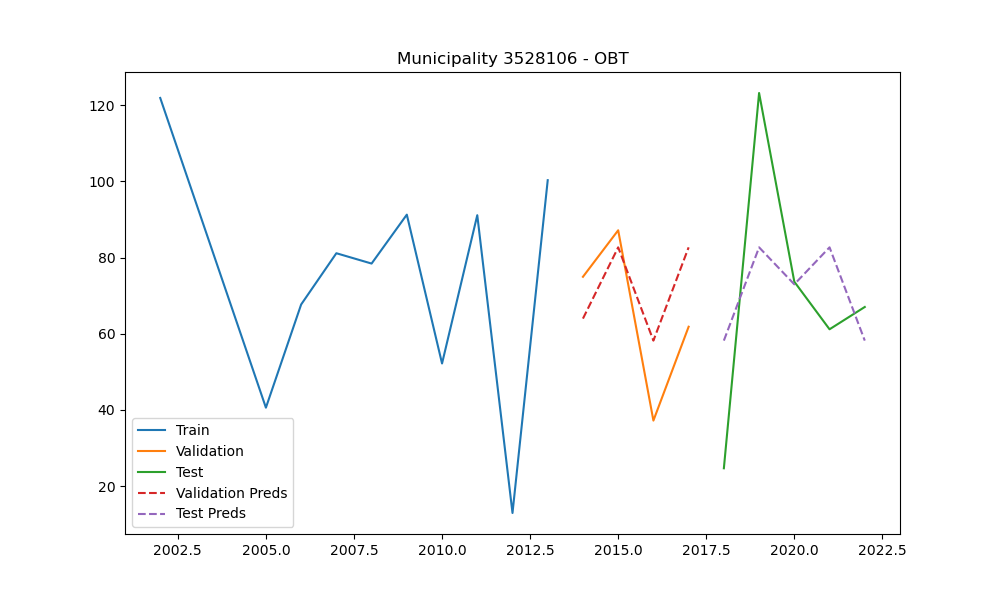 Municipality 3528106 - OBT
120
100
80
60
40
20
Train
Validation
Test
Validation Preds
Test Preds
2002.5 2005.0 2007.5 2010.0 2012.5 2015.0 2017.5 2020.0 2022.5